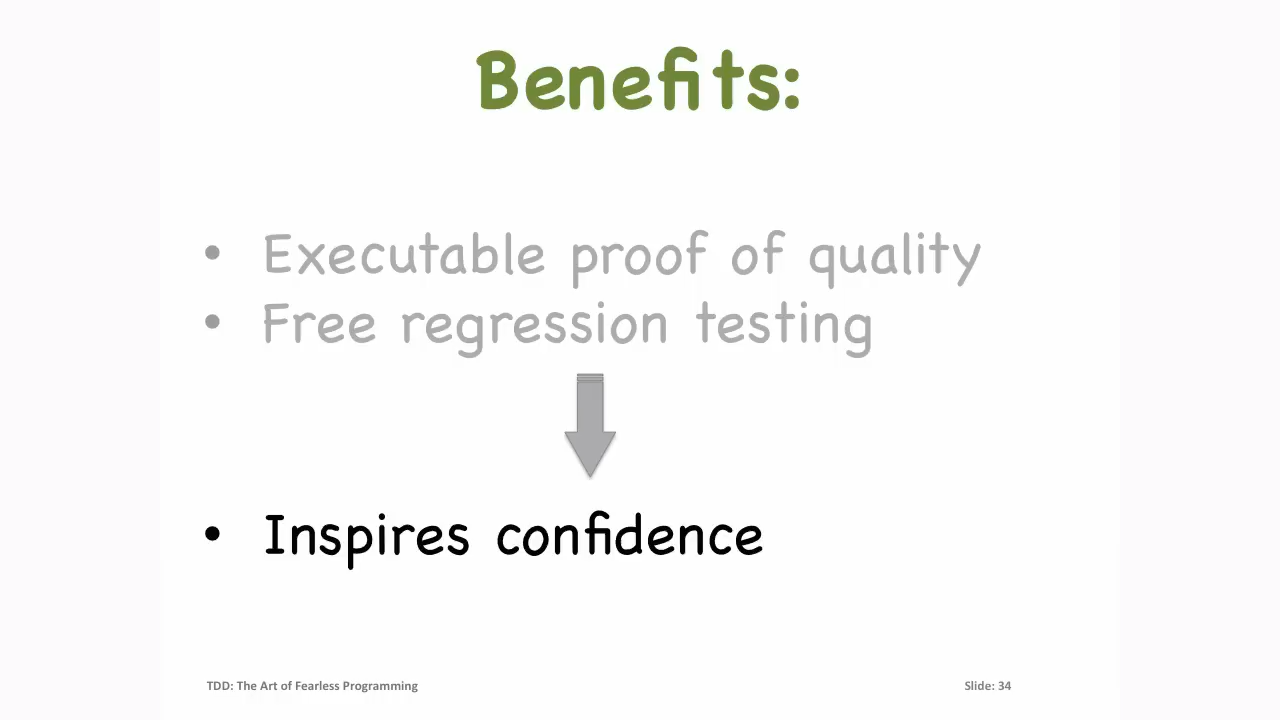 Benefits:
• Executable proof of quality
• Free regression testing
• Inspires confidence
TDD: The Art of Fearless Programming
Slide: 34